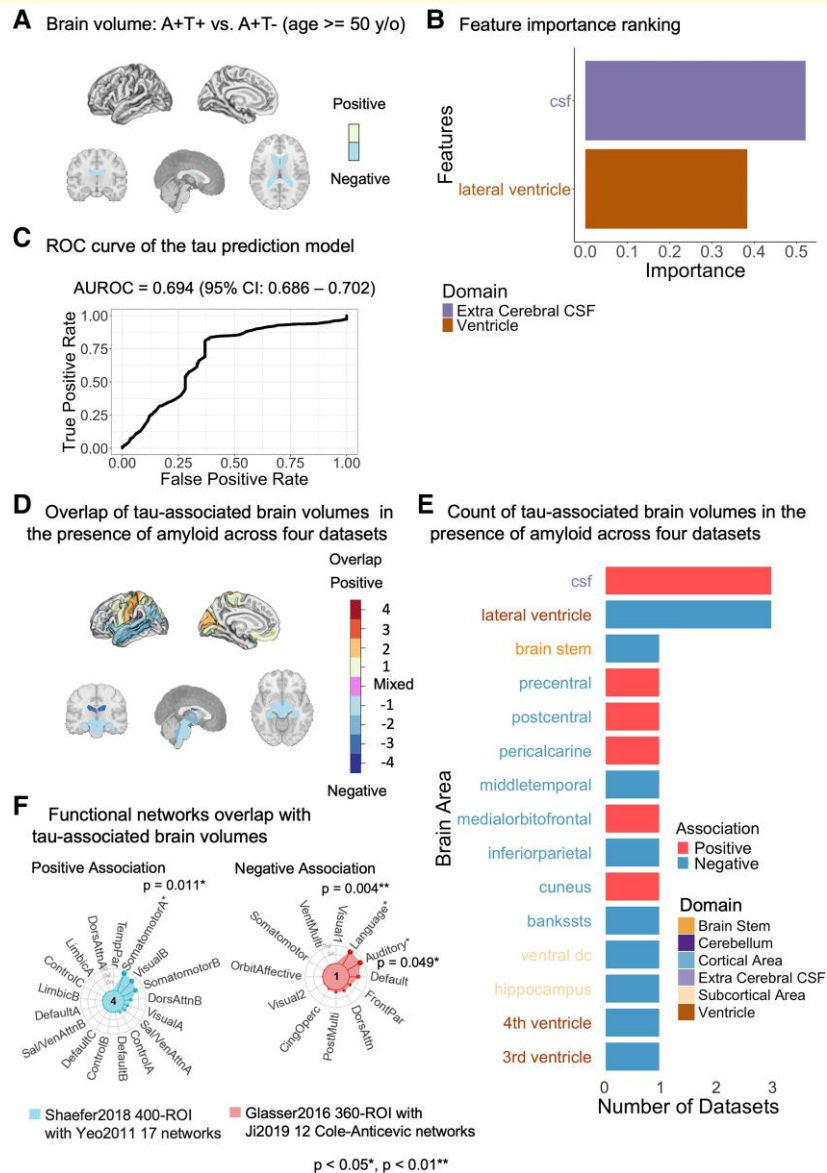 A Brain volume: A+T+ vs. A+T- (age >= 50 y/o)
Positive
Negative
B Feature importance ranking
Features
csf
lateral ventricle
0.0 0.1 0.2 0.3 0.4 0.5
Importance
Domain
Extra Cerebral CSF
Ventricle
C ROC curve of the tau prediction model
AUROC = 0.694 (95% CI: 0.686 – 0.702)
True Positive Rate
1.00
0.75
0.50
0.25
0.00
0.00 0.25 0.50 0.75 1.00
False Positive Rate
D Overlap of tau-associated brain volumes in
the presence of amyloid across four datasets
Overlap
Positive
4
3
2
1
Mixed
-1
-2
-3
-4
Negative
E Count of tau-associated brain volumes in the
presence of amyloid across four datasets
Brain Area
csf
lateral ventricle
brain stem
precentral
postcentral
pericalcarine
middletemporal
medialorbitofrontal
inferiorparietal
cuneus
bankssts
ventral dc
hippocampus
4th ventricle
3rd ventricle
0 1 2 3
Number of Datasets
Association
Positive
Negative
Domain
Brain Stem
Cerebellum
Cortical Area
Extra Cerebral CSF
Subcortical Area
Ventricle
F Functional networks overlap with
tau-associated brain volumes
Positive Association
p = 0.011*
TempPar
SomatomotorA*
VisualB
SomatomotorB
DorsAttnB
VisualA
Sal/VenAttnA
ControlA
DefaultB
ControlB
DefaultC
Sal/VenAttnB
DefaultA
LimbicB
ControlC
LimbicA
DorsAttnA
4
Negative Association
p = 0.004**
Visual1
Language*
Auditory*
p = 0.049*
Default
FrontPar
DorsAttn
PostMulti
CingOperc
Visual2
OrbitAffective
Somatomotor
VentMulti
1
Shaefer2018 400-ROI
with Yeo2011 17 networks
Glasser2016 360-ROI with
Ji2019 12 Cole-Anticevic networks
p < 0.05*, p < 0.01**